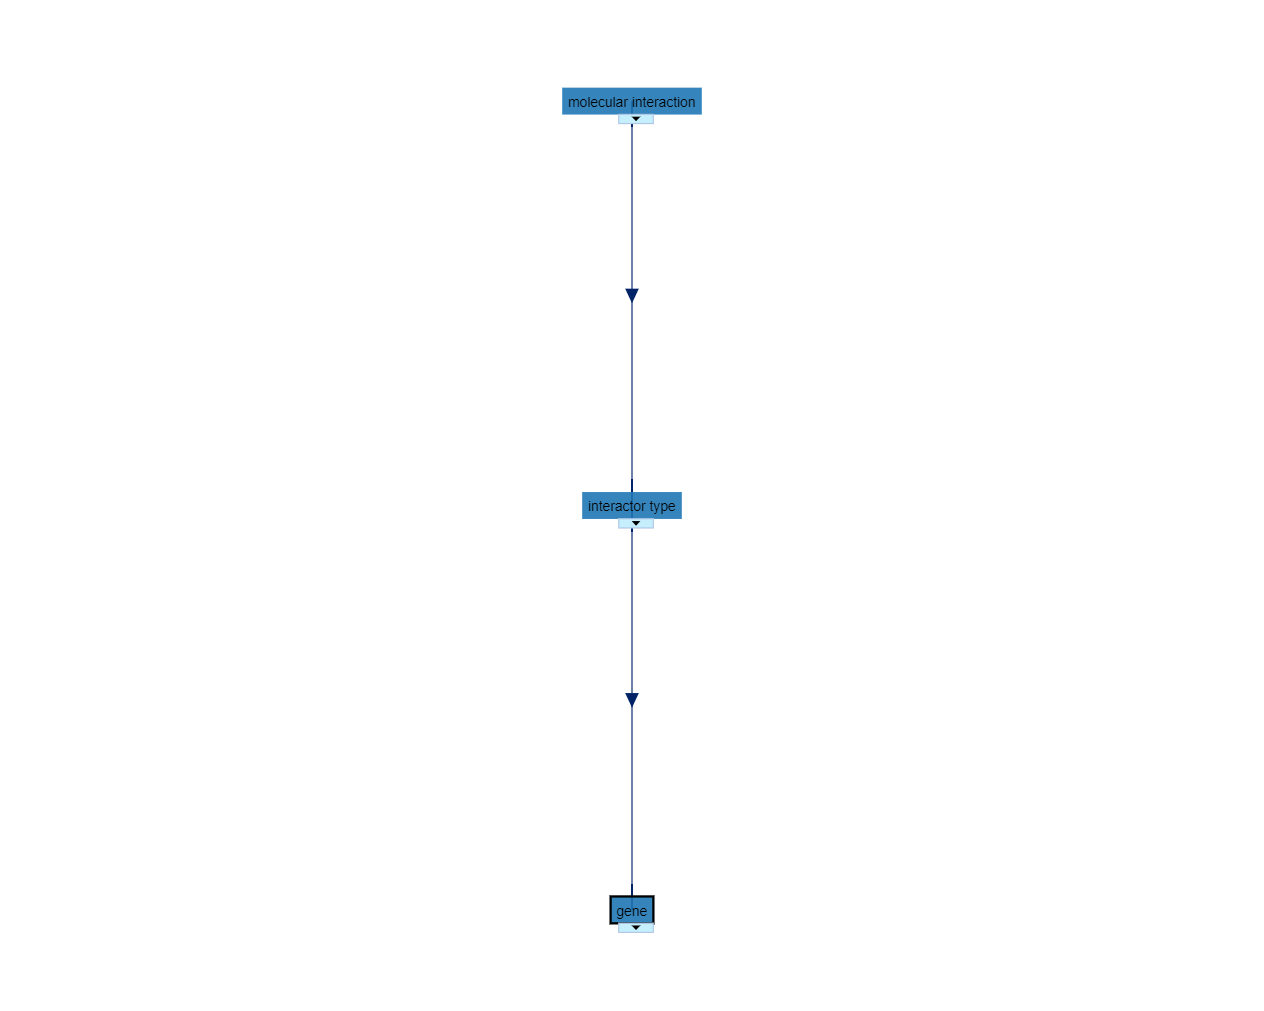 molecular interaction
interactor type
gene